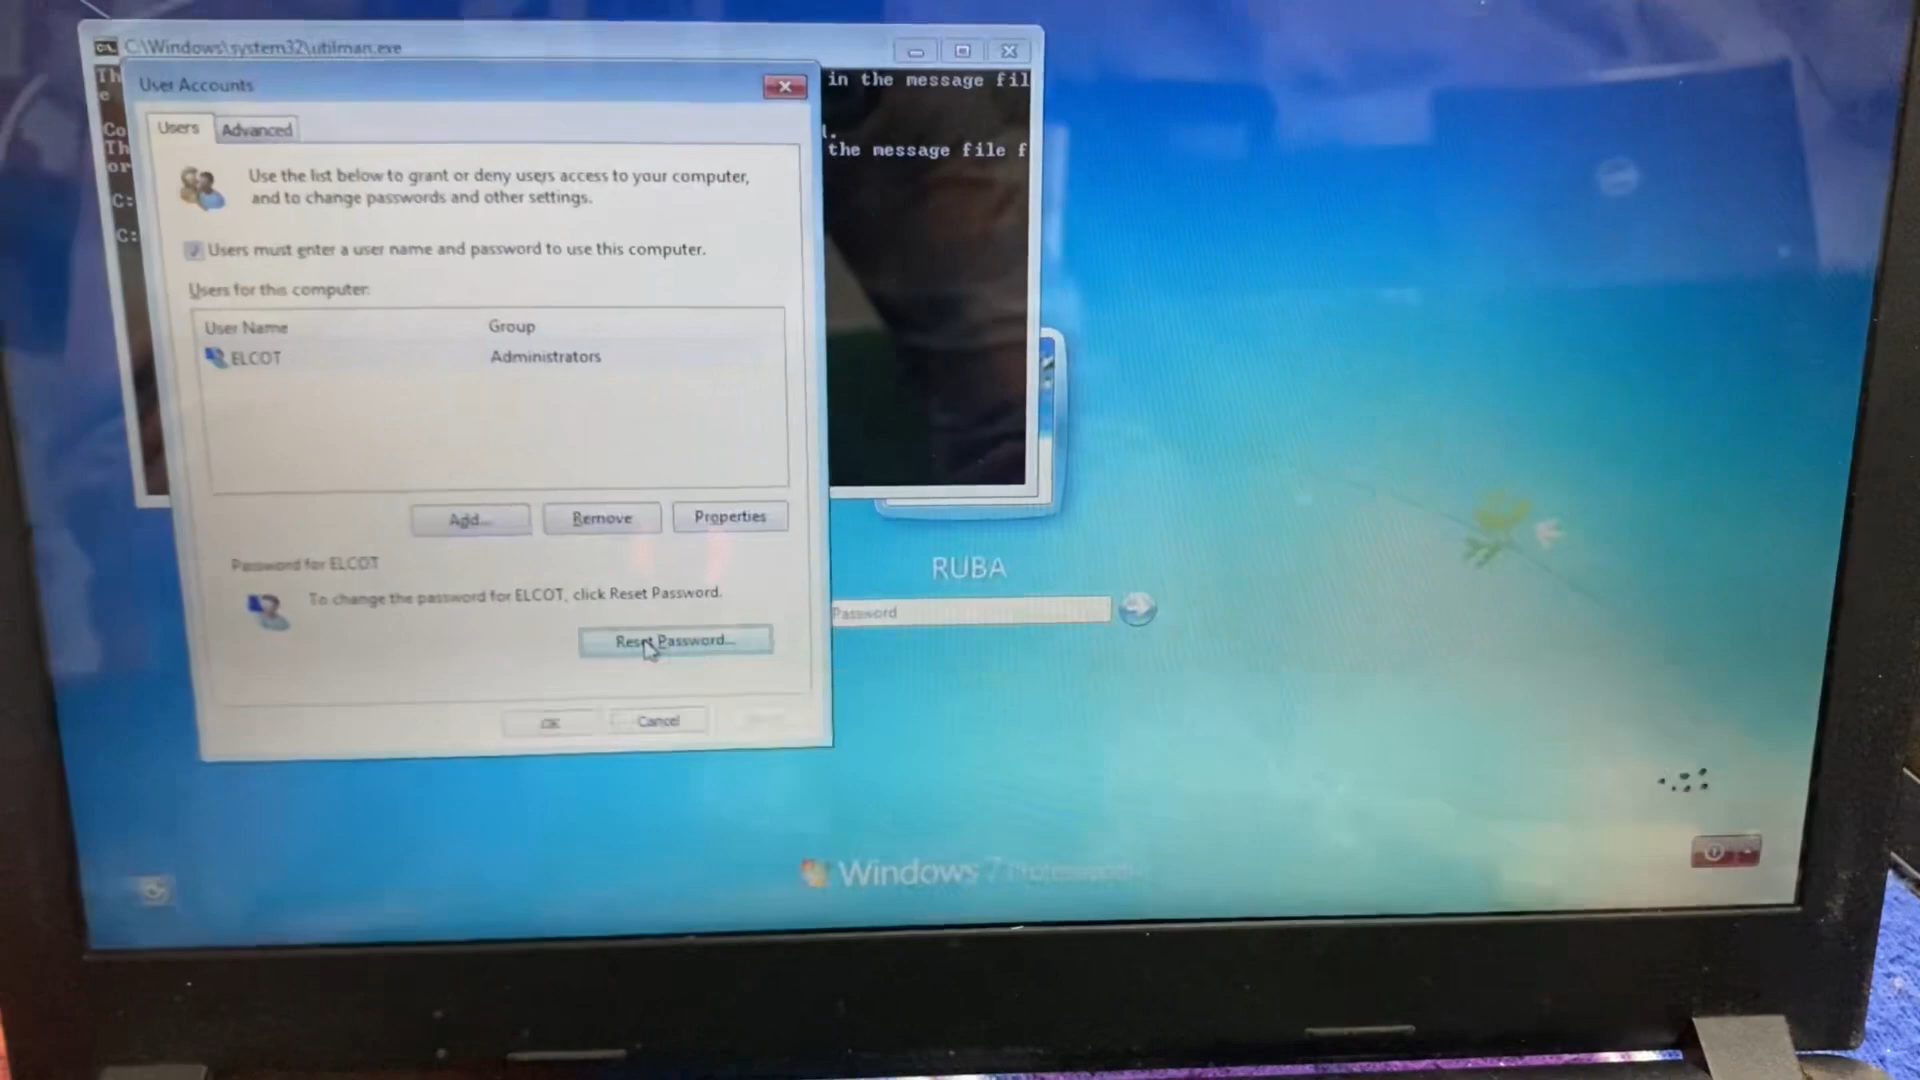 C:\Windows\system32\utilman.exe
Th
e
in the message fil
Co
l.
Th
the message file f
or
C:
C:
User Accounts
Users
Advanced
Use the list below to grant or deny users access to your computer,
and to change passwords and other settings.
Users must enter a user name and password to use this computer.
Users for this computer:
User Name
Group
ELCOT
Administrators
Add...
Remove
Properties
Password for ELCOT
To change the password for ELCOT, click Reset Password.
Reset Password...
OK
Cancel
RUBA
Password
Windows 7 Professional